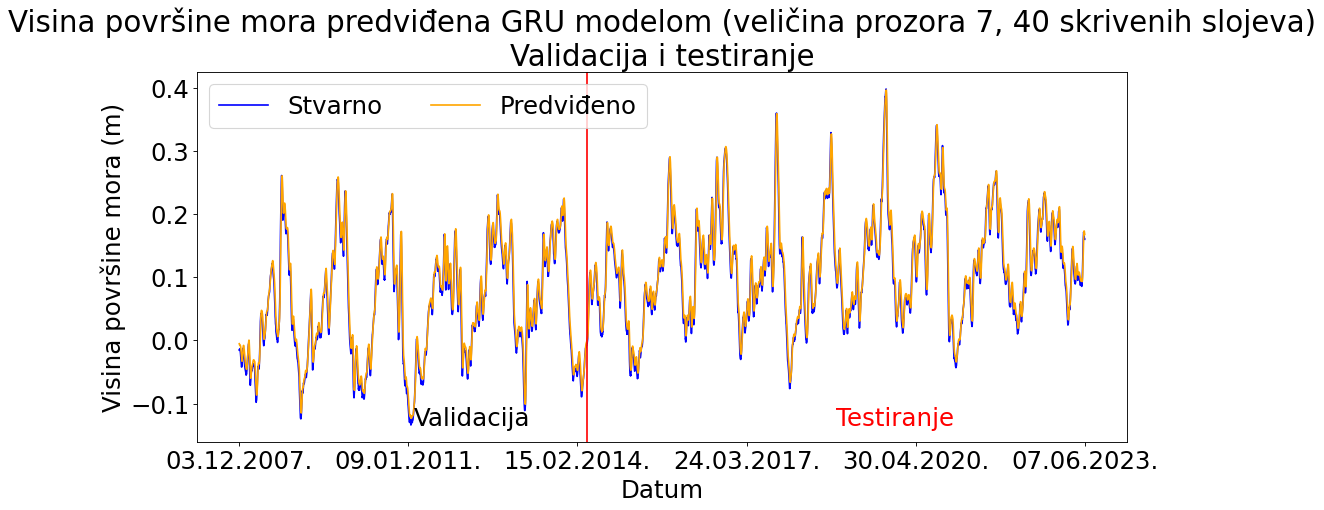 Visina površine mora predviđena GRU modelom (veličina prozora 7, 40 skrivenih slojeva)
Validacija i testiranje
Stvarno
Predviđeno
Visina površine mora (m)
0.4
0.3
0.2
0.1
0.0
−0.1
Validacija
Testiranje
03.12.2007.
09.01.2011.
15.02.2014.
24.03.2017.
30.04.2020.
07.06.2023.
Datum